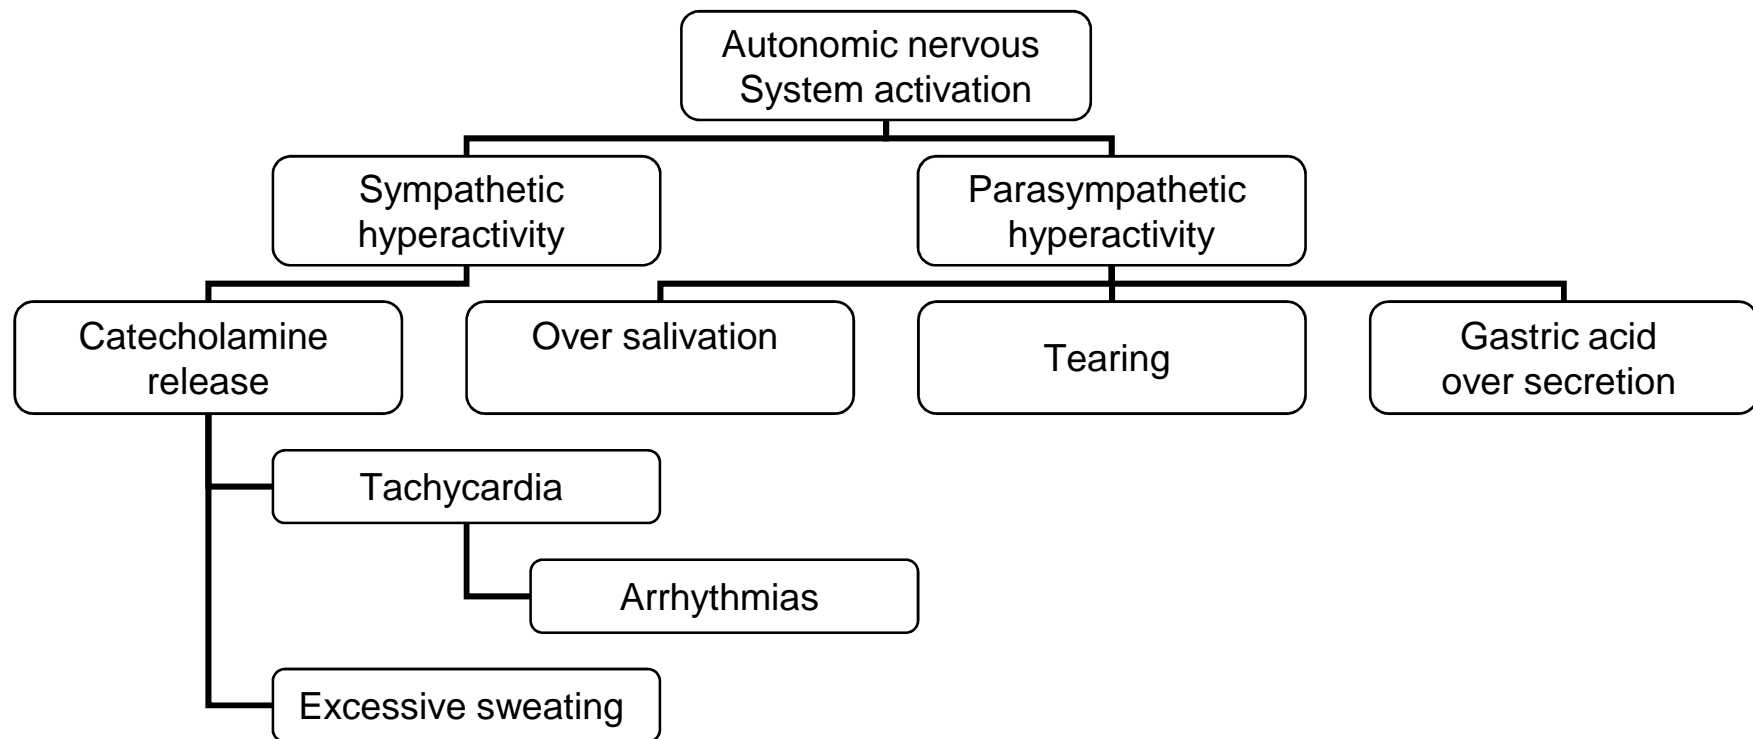 Autonomic nervous
System activation
Sympathetic
hyperactivity
Parasympathetic
hyperactivity
Catecholamine
release
Over salivation
Tearing
Gastric acid
over secretion
Tachycardia
Arrhythmias
Excessive sweating